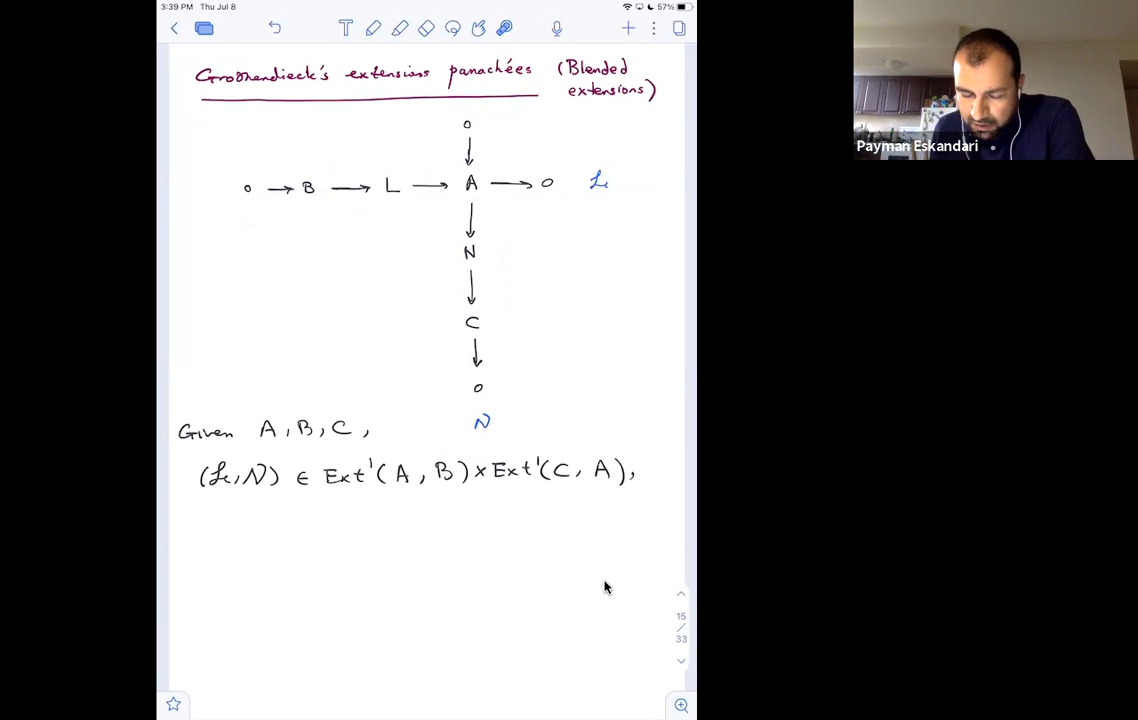 3:39 PM Thu Jul 8
57%
Grothendieck's extensions panachées (Blended
extensions)
0
0 → B → L → A → 0 ℒ
↓
N
↓
C
↓
0
N
Given A, B, C,
(ℒ, N) ∈ Ext¹(A, B) × Ext¹(C, A),
15
/
33
Payman Eskandari